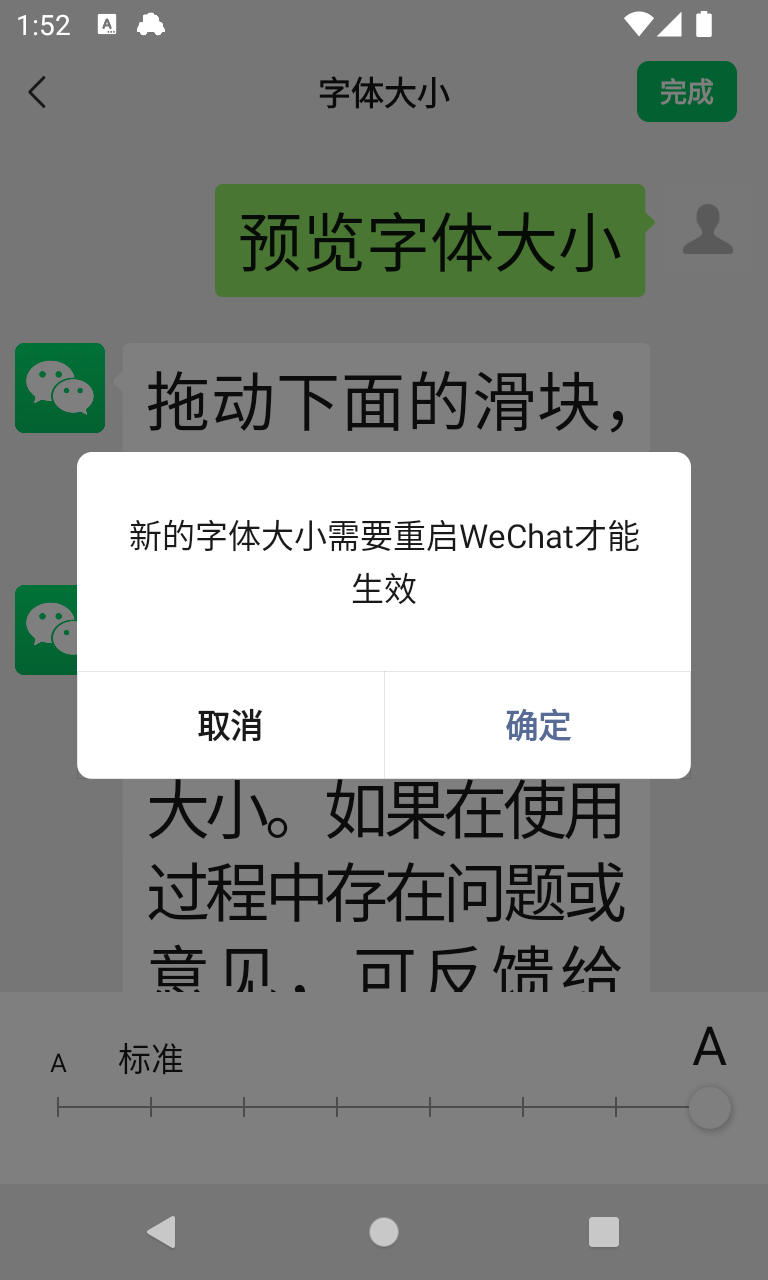 1:52
字体大小
完成
预览字体大小
拖动下面的滑块，
新的字体大小需要重启WeChat才能
生效
取消
确定
大小。如果在使用
过程中存在问题或
意见，可反馈给
A
标准
A